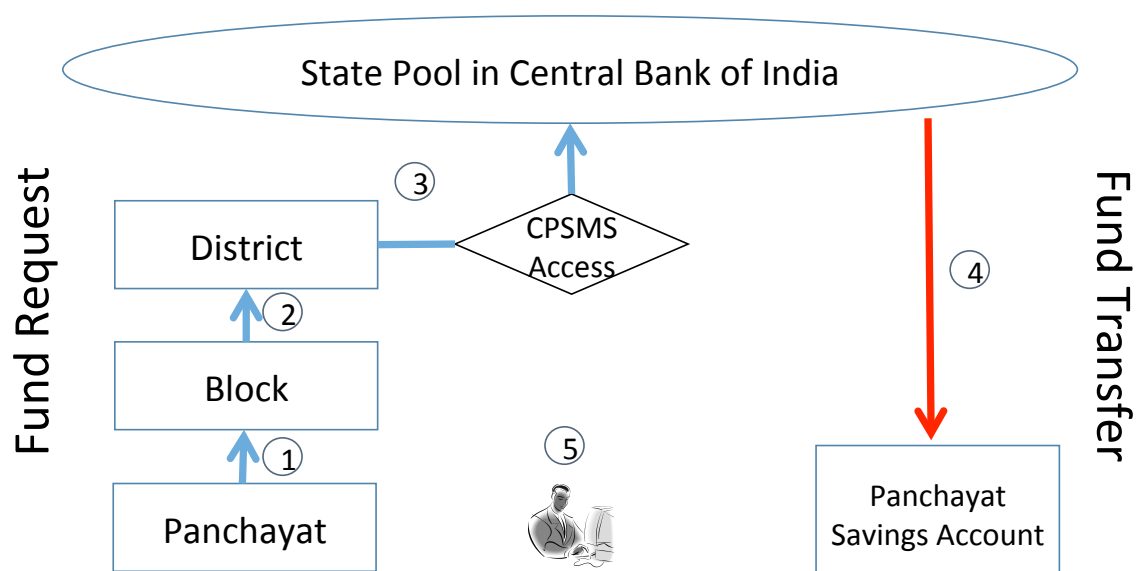 State Pool in Central Bank of India
Fund Request
3
District
CPSMS
Access
4
Fund Transfer
2
Block
1
5
Panchayat
Panchayat
Savings Account